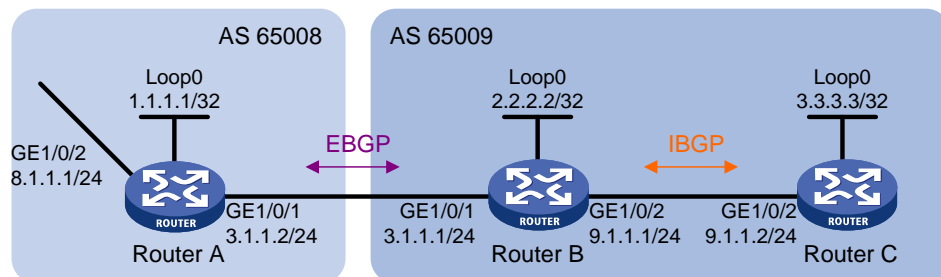 AS 65008
AS 65009
Loop0
1.1.1.1/32
Loop0
2.2.2.2/32
Loop0
3.3.3.3/32
EBGP
IBGP
GE1/0/2
8.1.1.1/24
ROUTER
ROUTER
ROUTER
GE1/0/1
3.1.1.2/24
GE1/0/1
3.1.1.1/24
GE1/0/2
9.1.1.1/24
GE1/0/2
9.1.1.2/24
Router A
Router B
Router C